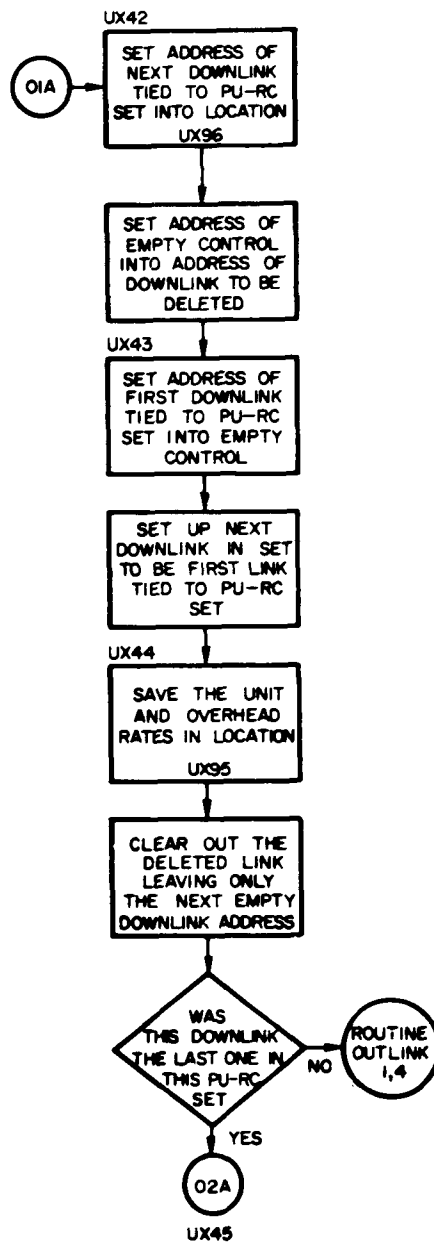 UX42
O1A
SET ADDRESS OF
NEXT DOWNLINK
TIED TO PU-RC
SET INTO LOCATION
UX96
SET ADDRESS OF
EMPTY CONTROL
INTO ADDRESS OF
DOWNLINK TO BE
DELETED
UX43
SET ADDRESS OF
FIRST DOWNLINK
TIED TO PU-RC
SET INTO EMPTY
CONTROL
SET UP NEXT
DOWNLINK IN SET
TO BE FIRST LINK
TIED TO PU-RC
SET
UX44
SAVE THE UNIT
AND OVERHEAD
RATES IN LOCATION
UX95
CLEAR OUT THE
DELETED LINK
LEAVING ONLY
THE NEXT EMPTY
DOWNLINK ADDRESS
WAS
THIS DOWNLINK
THE LAST ONE IN
THIS PU-RC
SET
NO
ROUTINE
OUTLINK
1,4
YES
O2A
UX45